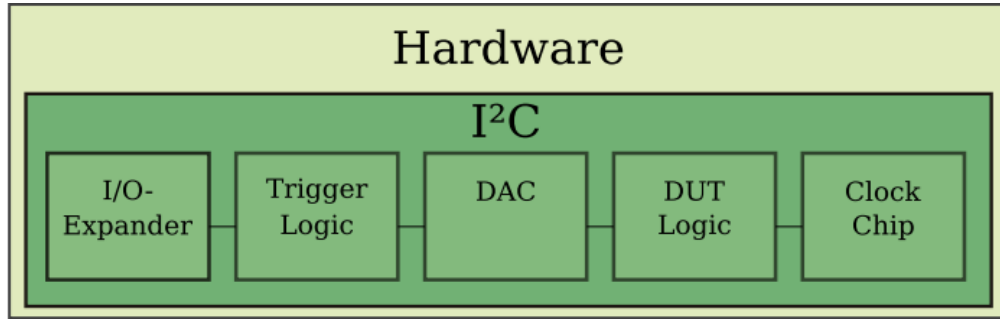 Hardware
I²C
I/O-
Expander
Trigger
Logic
DAC
DUT
Logic
Clock
Chip